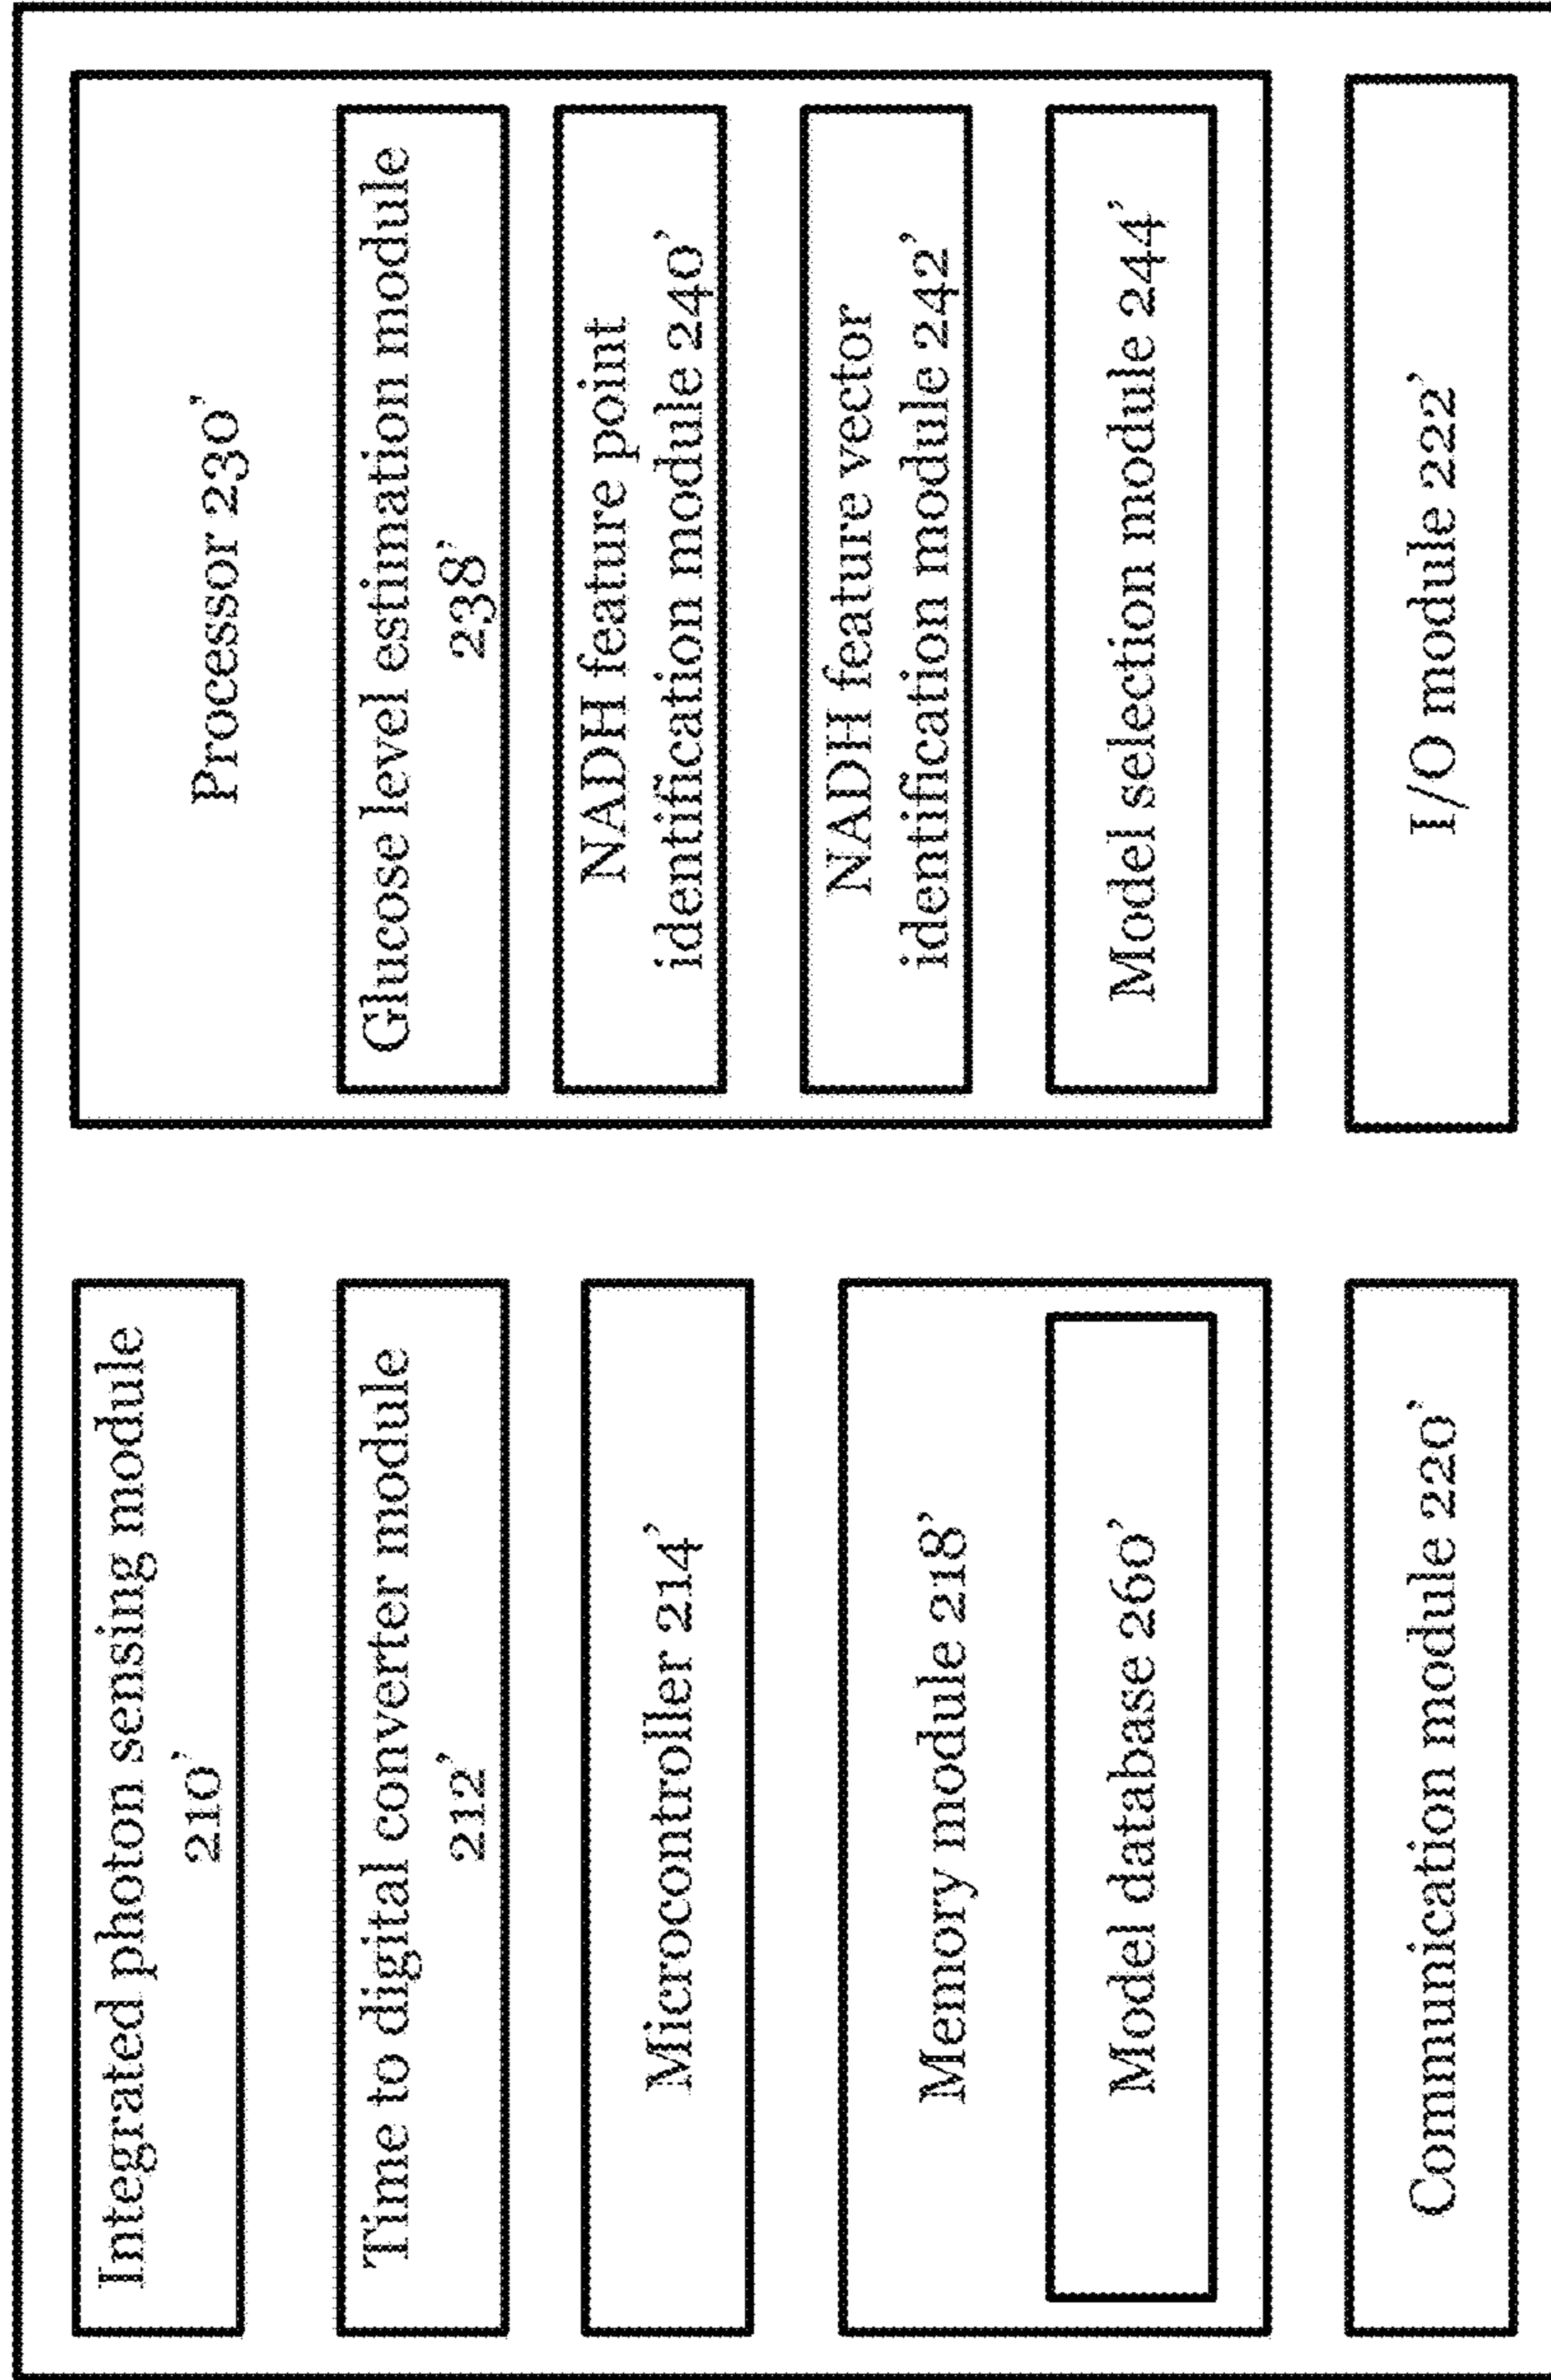 Integrated photon sensing module
210’
Time to digital converter module
212’
Microcontroller 214’
Memory module 218’
Model database 260’
Communication module 220’
Processor 230’
Glucose level estimation module
238’
NADH feature point
identification module 240’
NADH feature vector
identification module 242’
Model selection module 244’
I/O module 222’